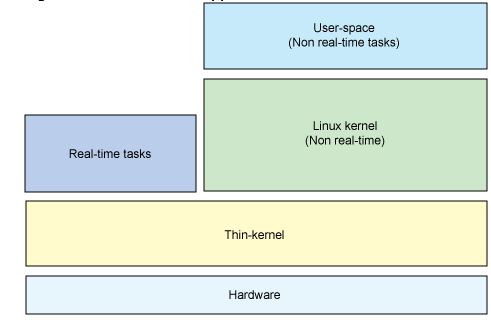 User-space
(Non real-time tasks)
Linux kernel
(Non real-time)
Real-time tasks
Thin-kernel
Hardware